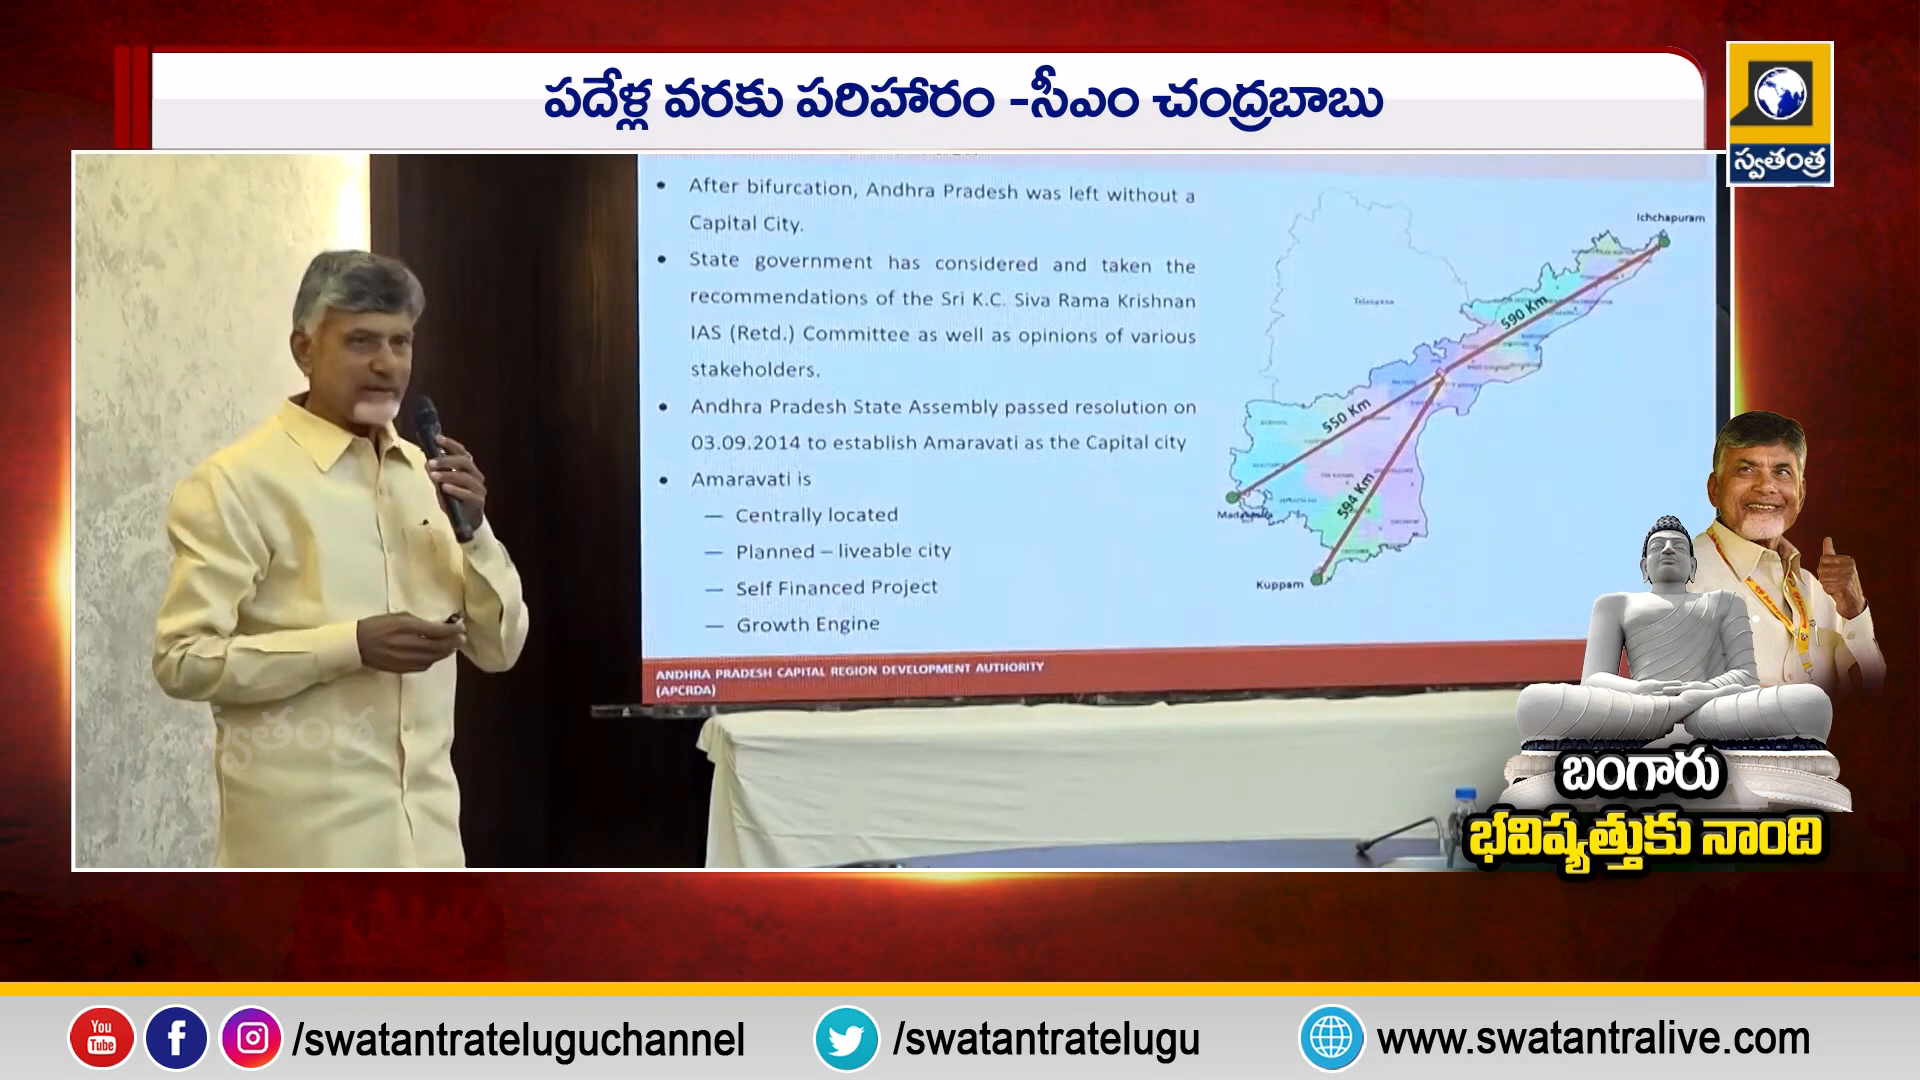 పదేళ్ల వరకు పరిహారం -సీఎం చంద్రబాబు
స్వతంత్ర
• After bifurcation, Andhra Pradesh was left without a
Capital City.
• State government has considered and taken the
recommendations of the Sri K.C. Siva Rama Krishnan
IAS (Retd.) Committee as well as opinions of various
stakeholders.
• Andhra Pradesh State Assembly passed resolution on
03.09.2014 to establish Amaravati as the Capital city
• Amaravati is
— Centrally located
— Planned – liveable city
— Self Financed Project
— Growth Engine
ANDHRA PRADESH CAPITAL REGION DEVELOPMENT AUTHORITY
(APCRDA)
Ichchapuram
Telangana
590 Km
550 Km
594 Km
Kuppam
స్వతంత్ర
బంగారు
భవిష్యత్తుకు నాంది
You
Tube
/swatantrateluguchannel
/swatantratelugu
www.swatantralive.com